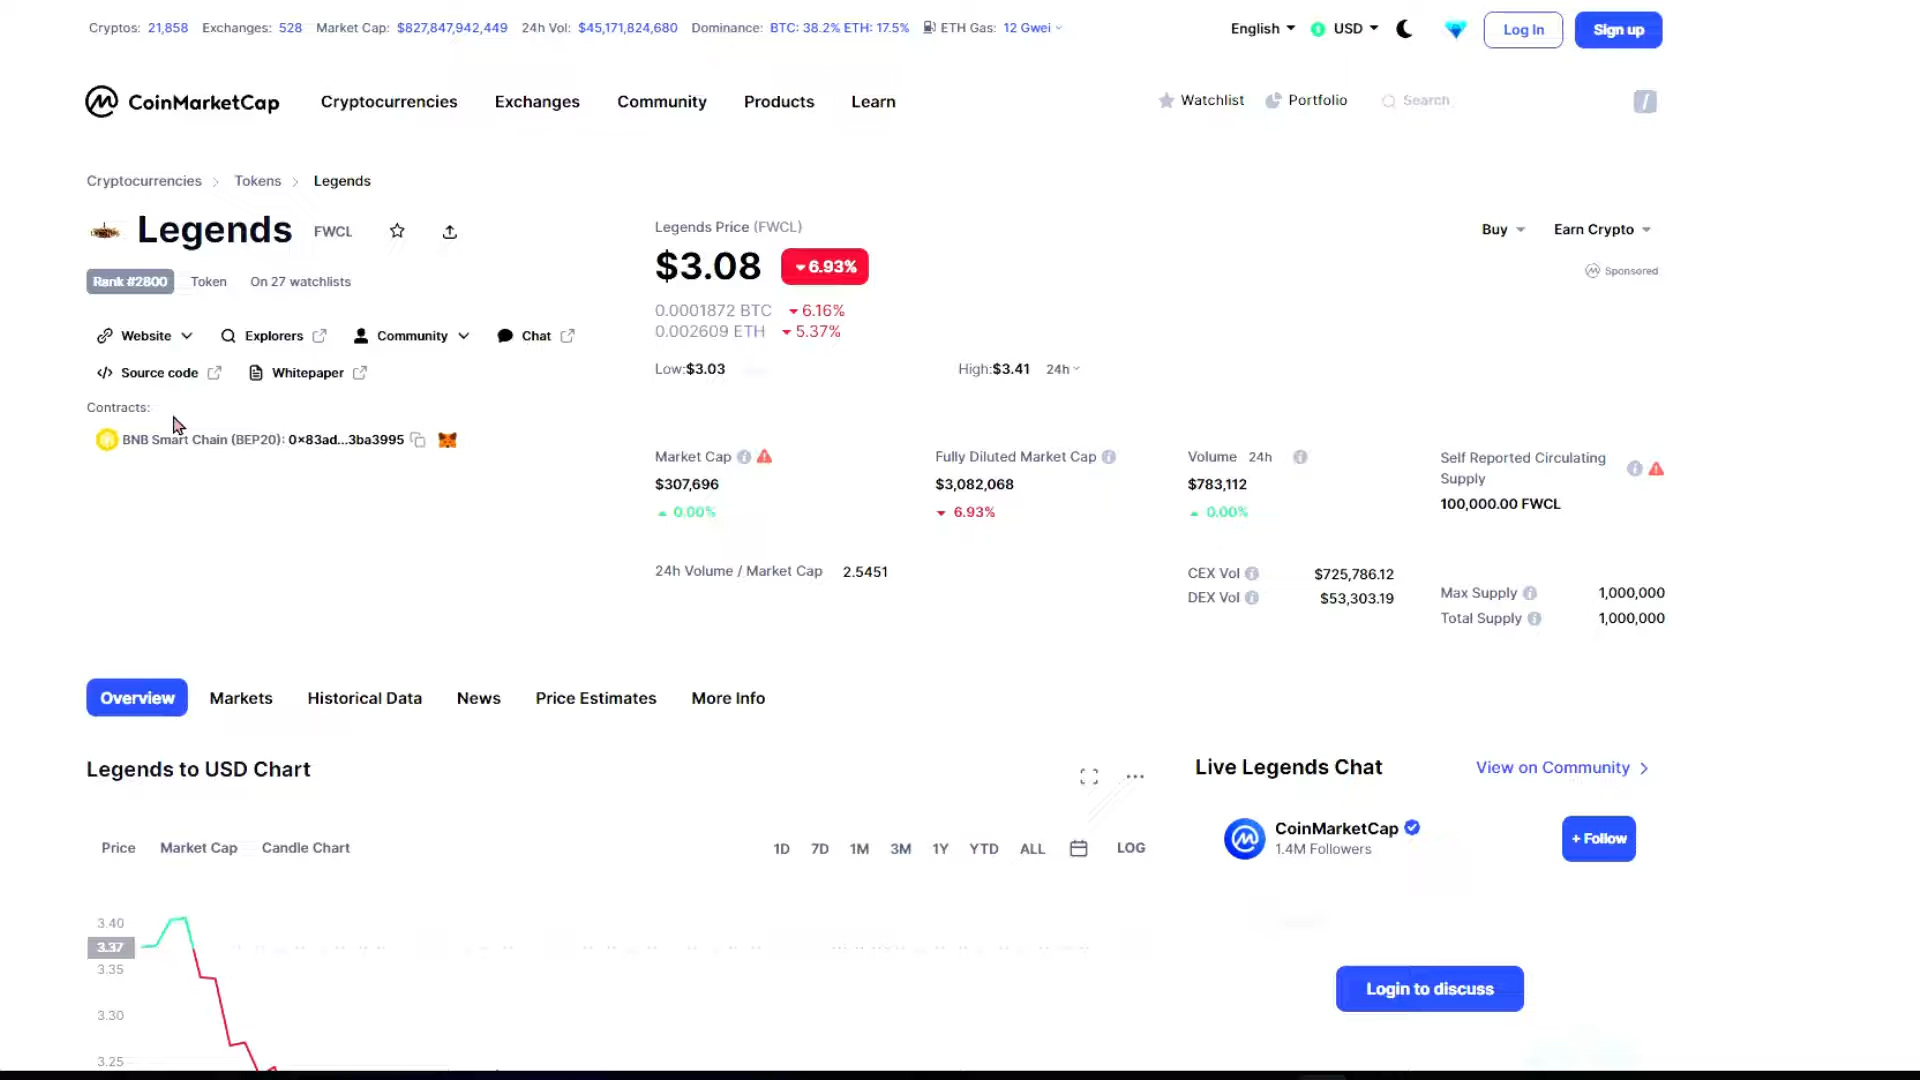 Cryptos: 21,858 Exchanges: 528 Market Cap: $827,847,942,449 24h Vol: $45,171,824,680 Dominance: BTC: 38.2% ETH: 17.5% ETH Gas: 12 Gwei
English USD Log In Sign up
CoinMarketCap Cryptocurrencies Exchanges Community Products Learn
Watchlist Portfolio Search /
Cryptocurrencies > Tokens > Legends
Legends FWCL
Rank #2800 Token On 27 watchlists
Website Explorers Community Chat
Source code Whitepaper
Contracts:
BNB Smart Chain (BEP20): 0x83ad...3ba3995
Legends Price (FWCL)
$3.08 6.93%
0.0001872 BTC 6.16%
0.002609 ETH 5.37%
Low:$3.03 High:$3.41 24h
Buy Earn Crypto
Sponsored
Market Cap
$307,696
0.00%
Fully Diluted Market Cap
$3,082,068
6.93%
Volume 24h
$783,112
0.00%
Self Reported Circulating
Supply
100,000.00 FWCL
24h Volume / Market Cap 2.5451
CEX Vol $725,786.12
DEX Vol $53,303.19
Max Supply 1,000,000
Total Supply 1,000,000
Overview Markets Historical Data News Price Estimates More Info
Legends to USD Chart
Price Market Cap Candle Chart 1D 7D 1M 3M 1Y YTD ALL LOG
3.40
3.37
3.35
3.30
3.25
Live Legends Chat View on Community >
CoinMarketCap
1.4M Followers
+ Follow
Login to discuss